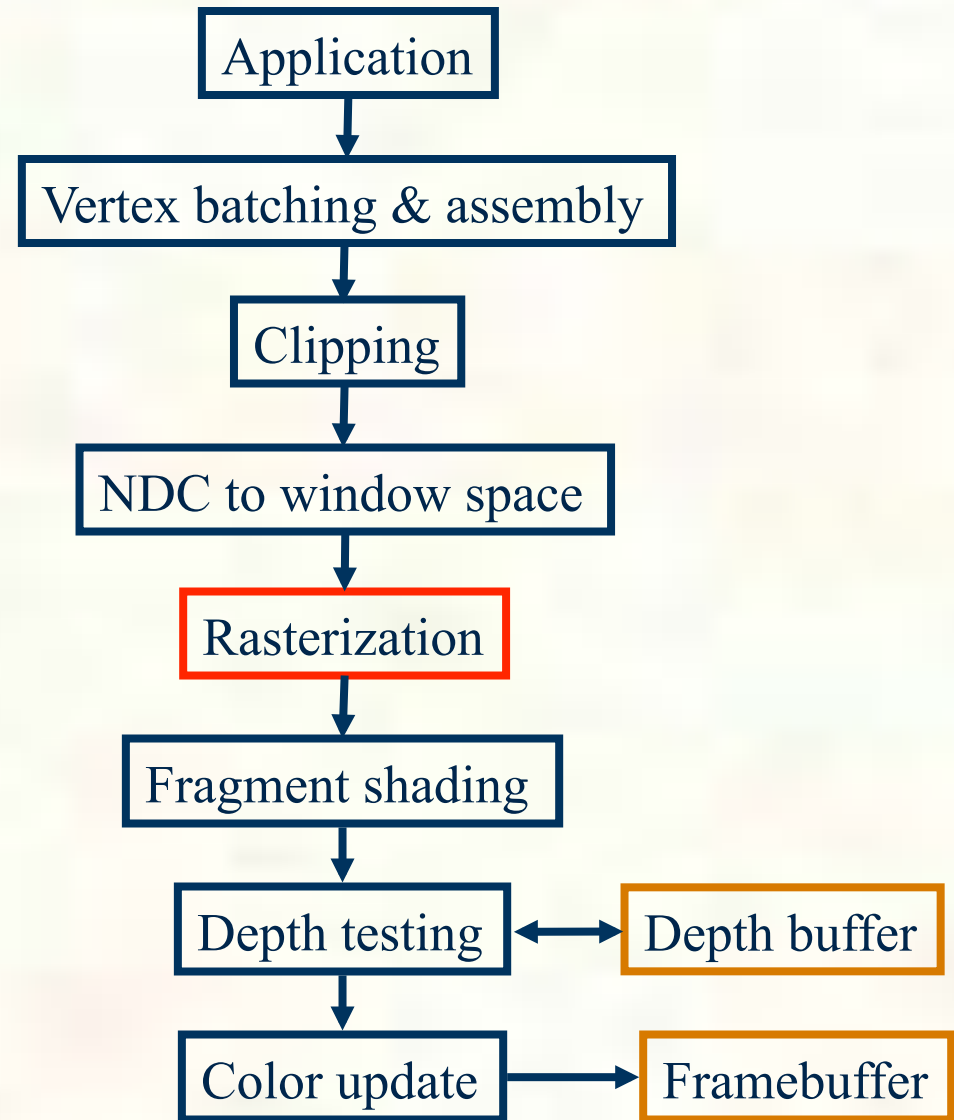 Application
Vertex batching & assembly
Clipping
NDC to window space
Rasterization
Fragment shading
Depth testing
Depth buffer
Color update
Framebuffer